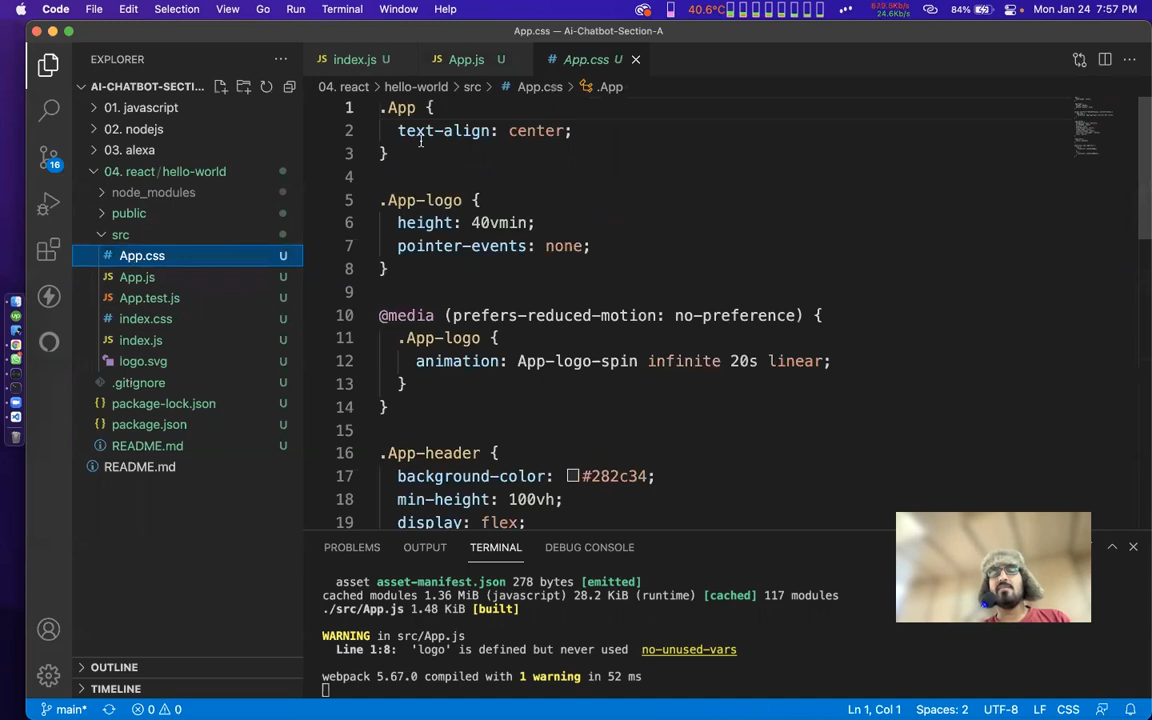 Code File Edit Selection View Go Run Terminal Window Help 40.6°C 84% Mon Jan 24 7:57 PM
24.6Kb/s
App.css — Ai-Chatbot-Section-A
EXPLORER
index.js U App.js U App.css U
AI-CHATBOT-SECTI...
04. react > hello-world > src > # App.css > .App
01. javascript
02. nodejs
03. alexa
04. react / hello-world
node_modules
public
src
App.css U
App.js U
App.test.js U
index.css U
index.js U
logo.svg U
.gitignore U
package-lock.json U
package.json U
README.md U
README.md
OUTLINE
TIMELINE
16
1 .App {
2 text-align: center;
3 }
4
5 .App-logo {
6 height: 40vmin;
7 pointer-events: none;
8 }
9
10 @media (prefers-reduced-motion: no-preference) {
11 .App-logo {
12 animation: App-logo-spin infinite 20s linear;
13 }
14 }
15
16 .App-header {
17 background-color: #282c34;
18 min-height: 100vh;
19 display: flex;
PROBLEMS OUTPUT TERMINAL DEBUG CONSOLE
asset asset-manifest.json 278 bytes [emitted]
cached modules 1.36 MiB (javascript) 28.2 KiB (runtime) [cached] 117 modules
./src/App.js 1.48 KiB [built]
WARNING in src/App.js
Line 1:8: 'logo' is defined but never used no-unused-vars
webpack 5.67.0 compiled with 1 warning in 52 ms
main* 0 0 Ln 1, Col 1 Spaces: 2 UTF-8 LF CSS